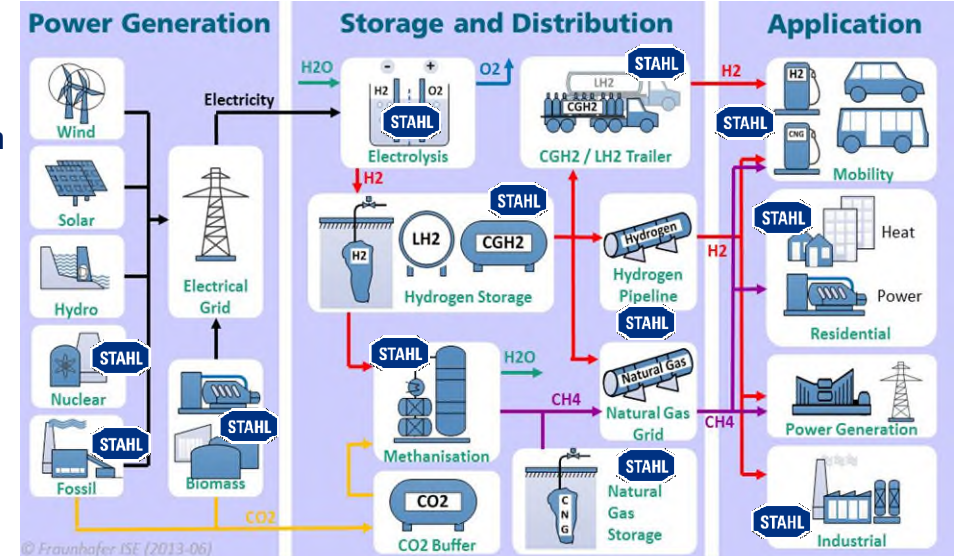 Power Generation
Storage and Distribution
Application
Wind
Solar
Hydro
Nuclear
STAHL
Fossil
STAHL
Electricity
Electrical
Grid
STAHL
Biomass
CO2
H2O
- +
H2 O2
STAHL
Electrolysis
O2
H2
STAHL
LH2
CGH2
CGH2 / LH2 Trailer
H2
H2
LH2
STAHL
CGH2
Hydrogen Storage
Hydrogen
Hydrogen
Pipeline
STAHL
H2
STAHL
Methanisation
H2O
CH4
Natural Gas
Natural Gas
Grid
CH4
CO2
CO2 Buffer
C
N
G
STAHL
Natural
Gas
Storage
H2
STAHL
CNG
Mobility
STAHL
Heat
Power
Residential
Power Generation
STAHL
Industrial
© Fraunhofer ISE (2013-06)